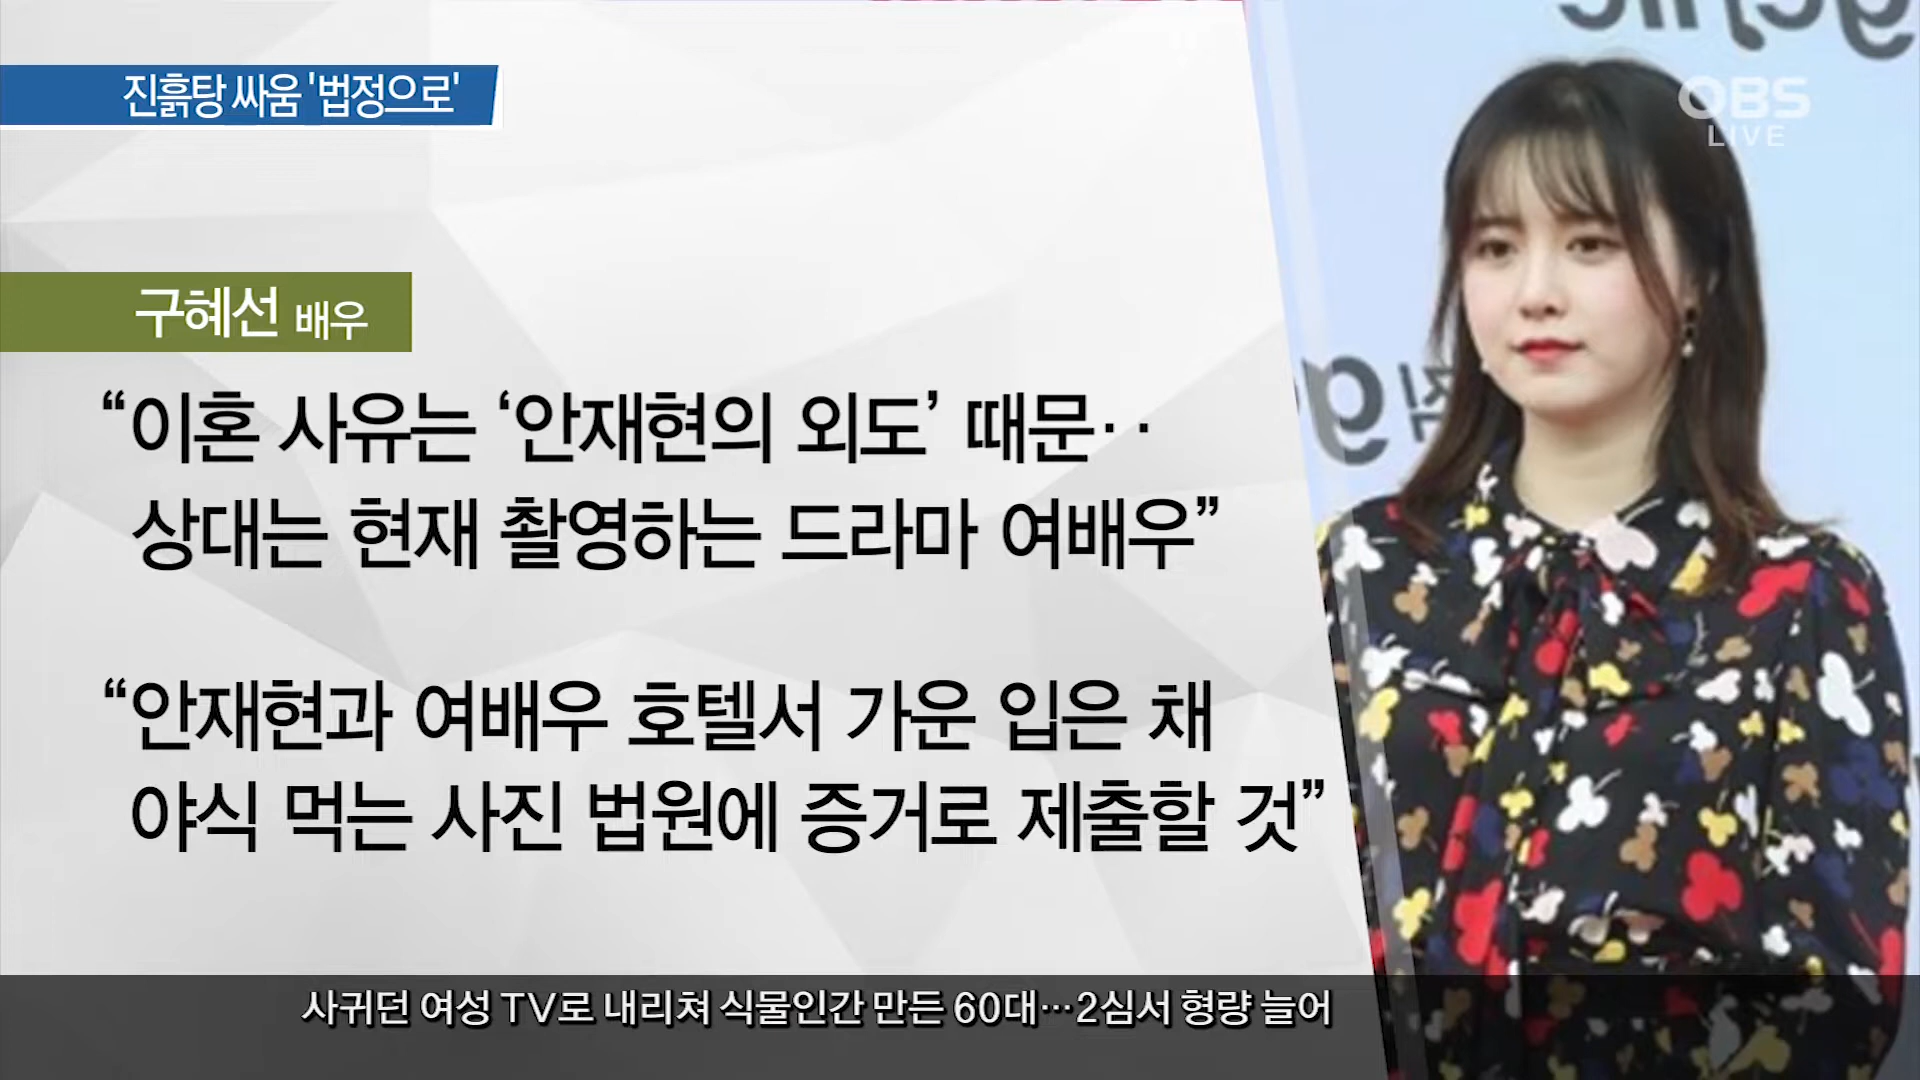 진흙탕 싸움 '법정으로'
OBS
LIVE
구혜선 배우
“이혼 사유는 ‘안재현의 외도’ 때문‥
상대는 현재 촬영하는 드라마 여배우”
“안재현과 여배우 호텔서 가운 입은 채
야식 먹는 사진 법원에 증거로 제출할 것”
사귀던 여성 TV로 내리쳐 식물인간 만든 60대…2심서 형량 늘어